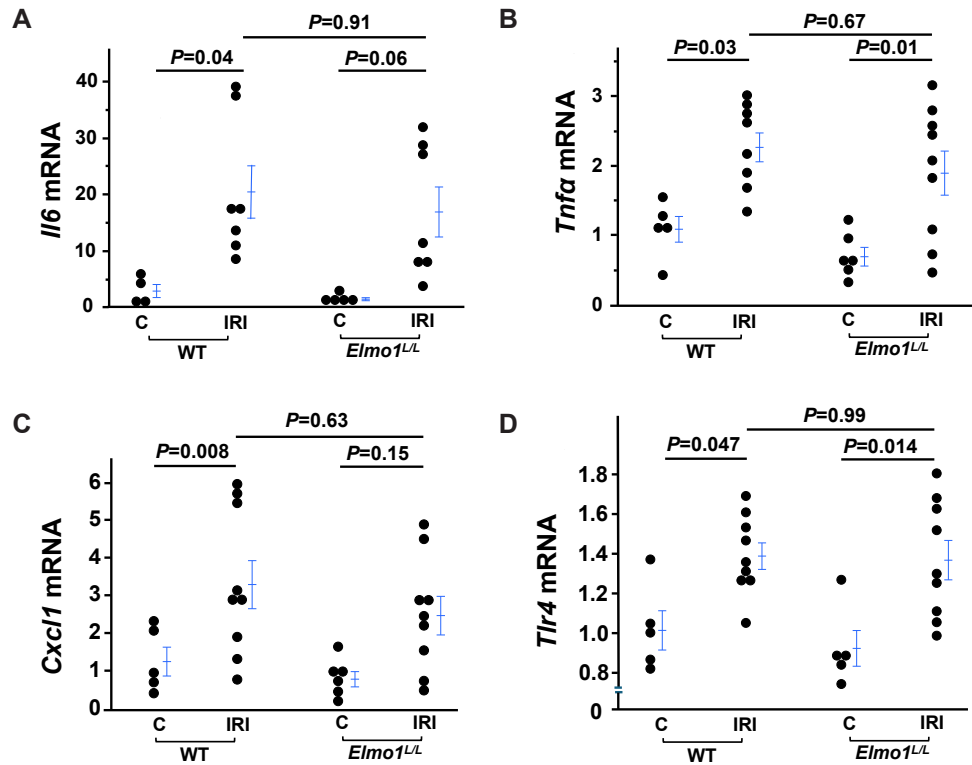 A
P=0.91
P=0.04
P=0.06
Il6 mRNA
40
30
20
10
0
C
IRI
C
IRI
WT
Elmo1L/L
B
P=0.67
P=0.03
P=0.01
Tnfα mRNA
3
2
1
0
C
IRI
C
IRI
WT
Elmo1L/L
C
P=0.63
P=0.008
P=0.15
Cxcl1 mRNA
6
5
4
3
2
1
0
C
IRI
C
IRI
WT
Elmo1L/L
D
P=0.99
P=0.047
P=0.014
Tlr4 mRNA
1.8
1.6
1.4
1.2
1.0
0.8
0
C
IRI
C
IRI
WT
Elmo1L/L